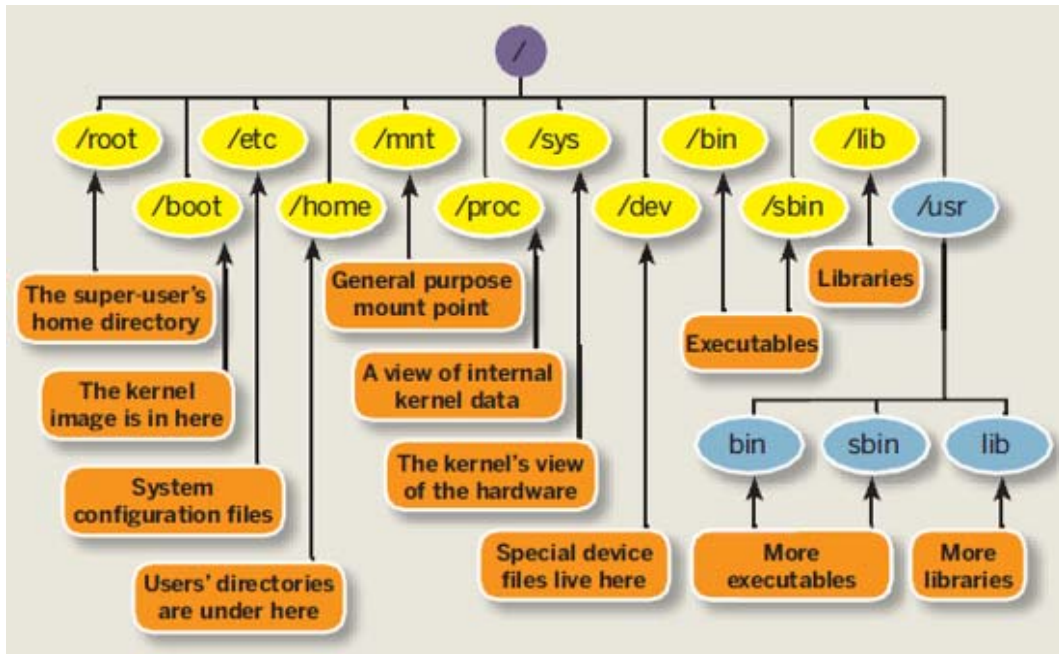 /
/root
/etc
/mnt
/sys
/bin
/lib
/boot
/home
/proc
/dev
/sbin
/usr
The super-user's
home directory
General purpose
mount point
Libraries
Executables
The kernel
image is in here
A view of internal
kernel data
bin
sbin
lib
System
configuration files
The kernel's view
of the hardware
Users' directories
are under here
Special device
files live here
More
executables
More
libraries